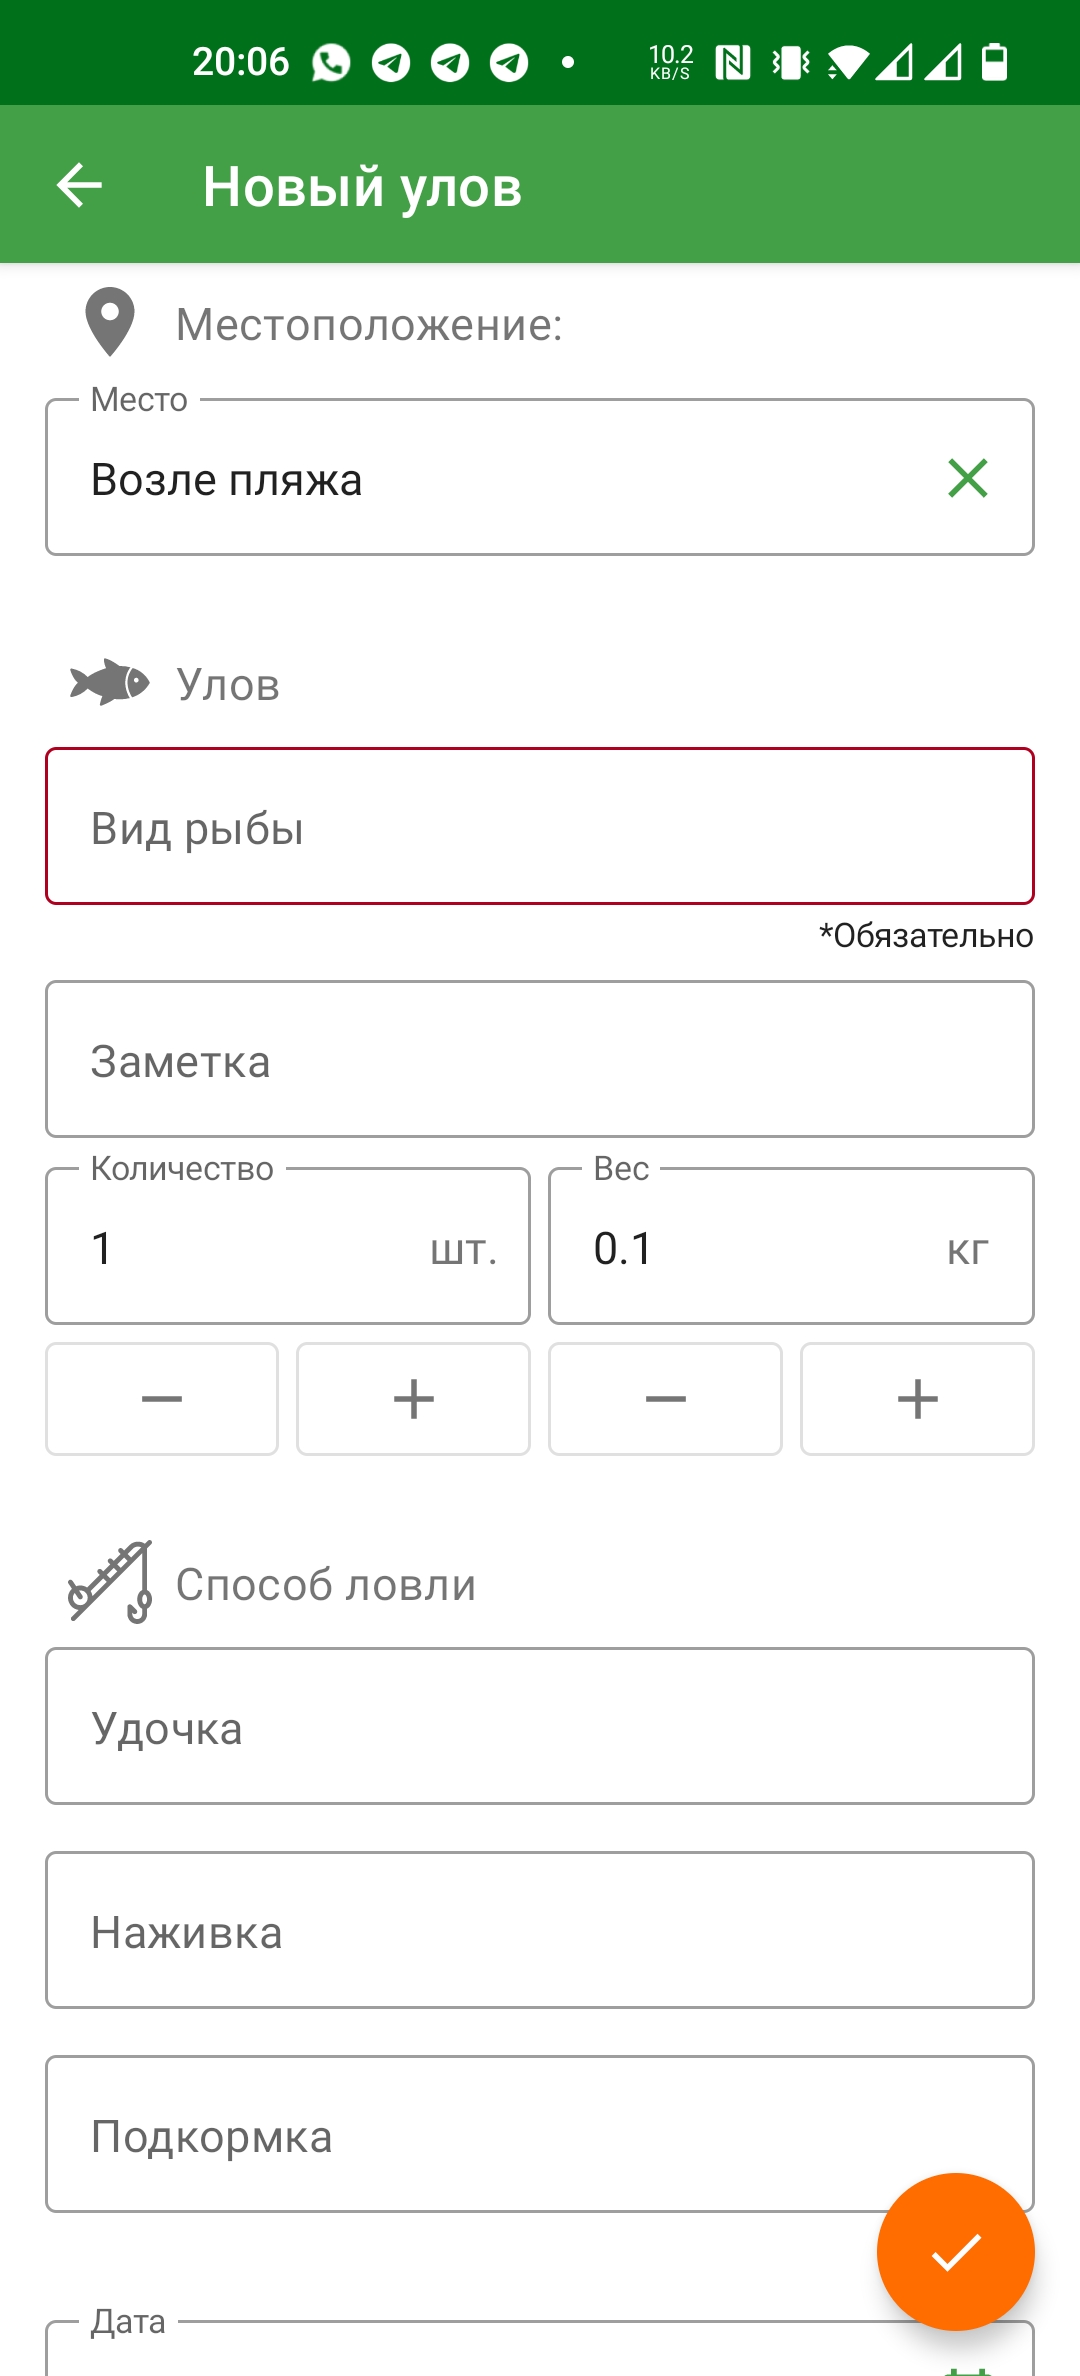 20:06
10.2
KB/S
Новый улов
Местоположение:
Место
Возле пляжа
Улов
Вид рыбы
*Обязательно
Заметка
Количество
Вес
1 шт.
0.1 кг
Способ ловли
Удочка
Наживка
Подкормка
Дата